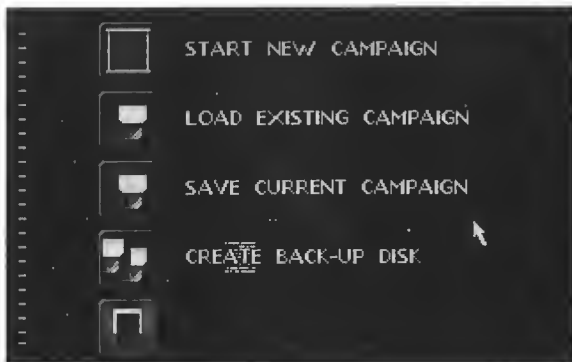 START NEW CAMPAIGN
LOAD EXISTING CAMPAIGN
SAVE CURRENT CAMPAIGN
CREATE BACK-UP DISK